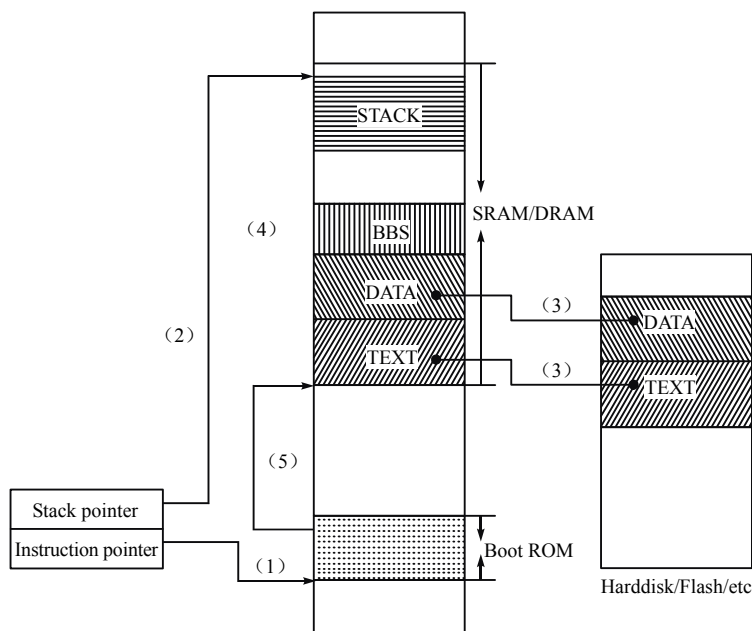 STACK
SRAM/DRAM
（4）
BBS
DATA
（3）
DATA
（2）
TEXT
（3）
TEXT
（5）
Stack pointer
Instruction pointer
（1）
Boot ROM
Harddisk/Flash/etc